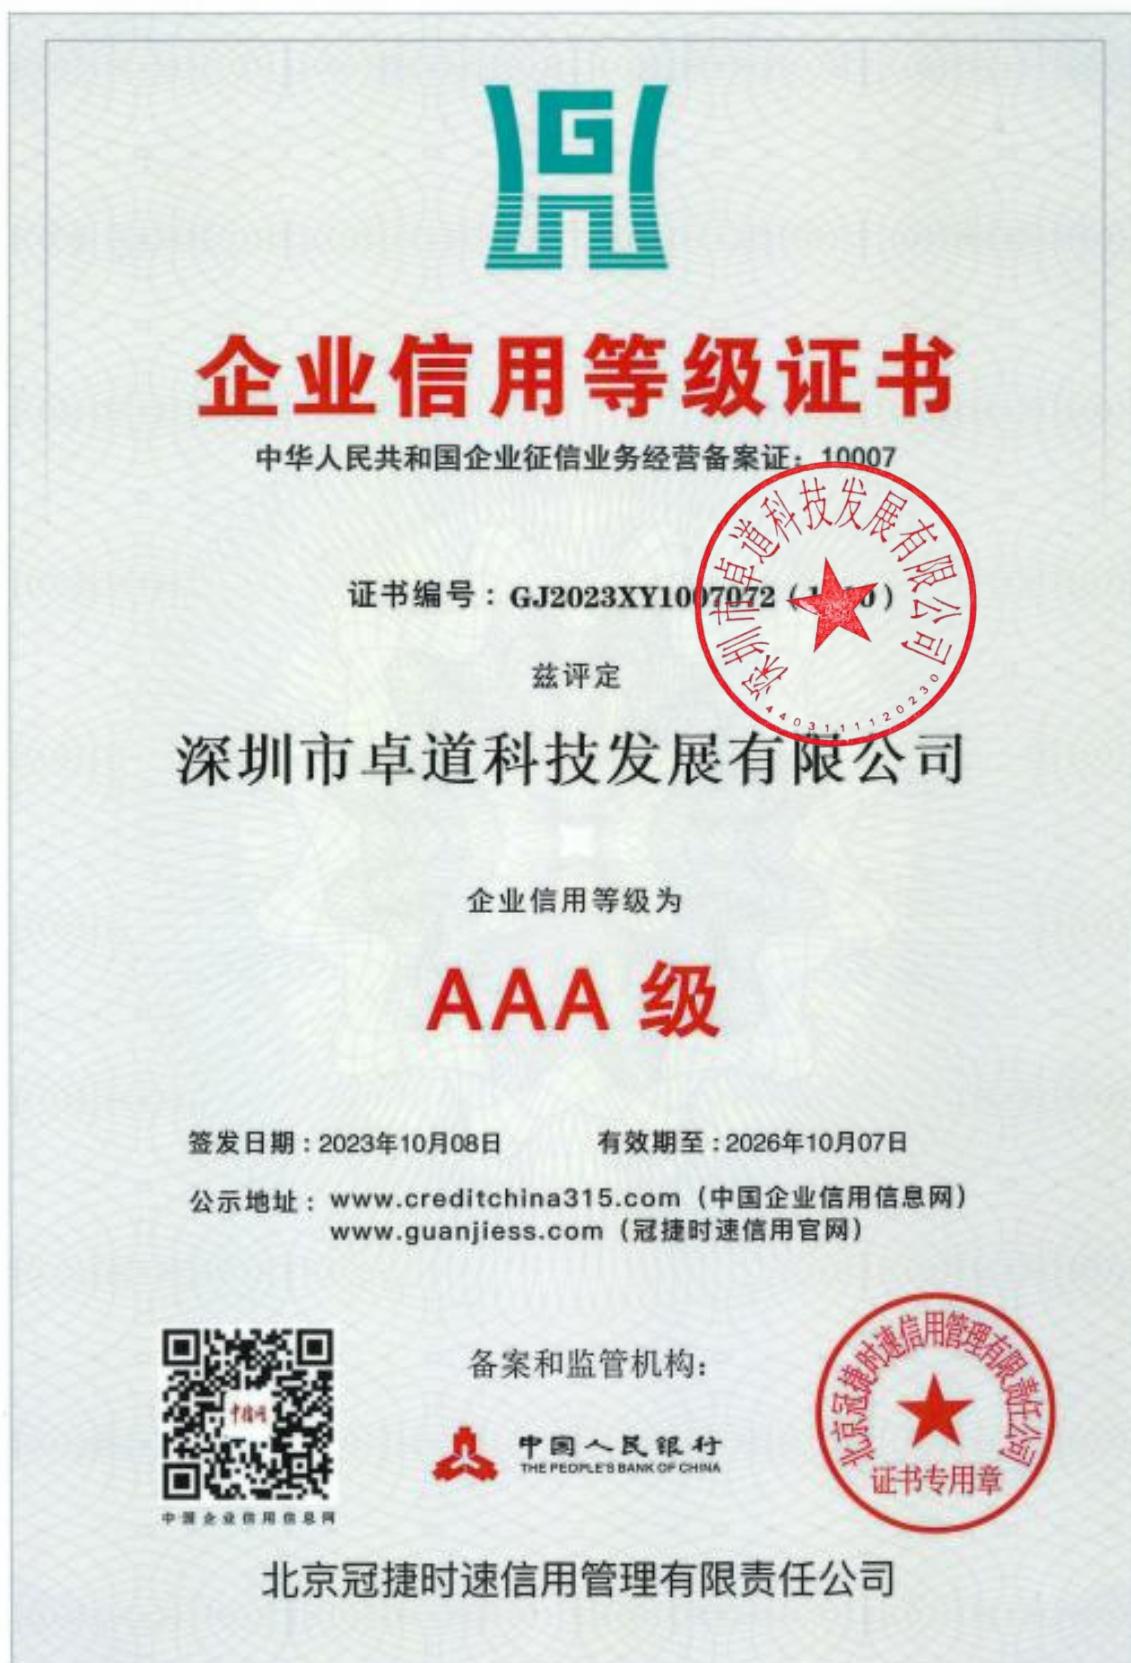 企业信用等级证书
中华人民共和国企业征信业务经营备案证：10007
证书编号：GJ2023XY1007072
兹评定
深圳市卓道科技发展有限公司
企业信用等级为
AAA 级
签发日期：2023年10月08日 有效期至：2026年10月07日
公示地址：www.creditchina315.com（中国企业信用信息网）
www.guanjiess.com（冠捷时速信用官网）
备案和监管机构：
中国人民银行
THE PEOPLE'S BANK OF CHINA
中国企业信用信息网
北京冠捷时速信用管理有限责任公司
证书专用章
北京冠捷时速信用管理有限责任公司
深圳市卓道科技发展有限公司
4403111120230